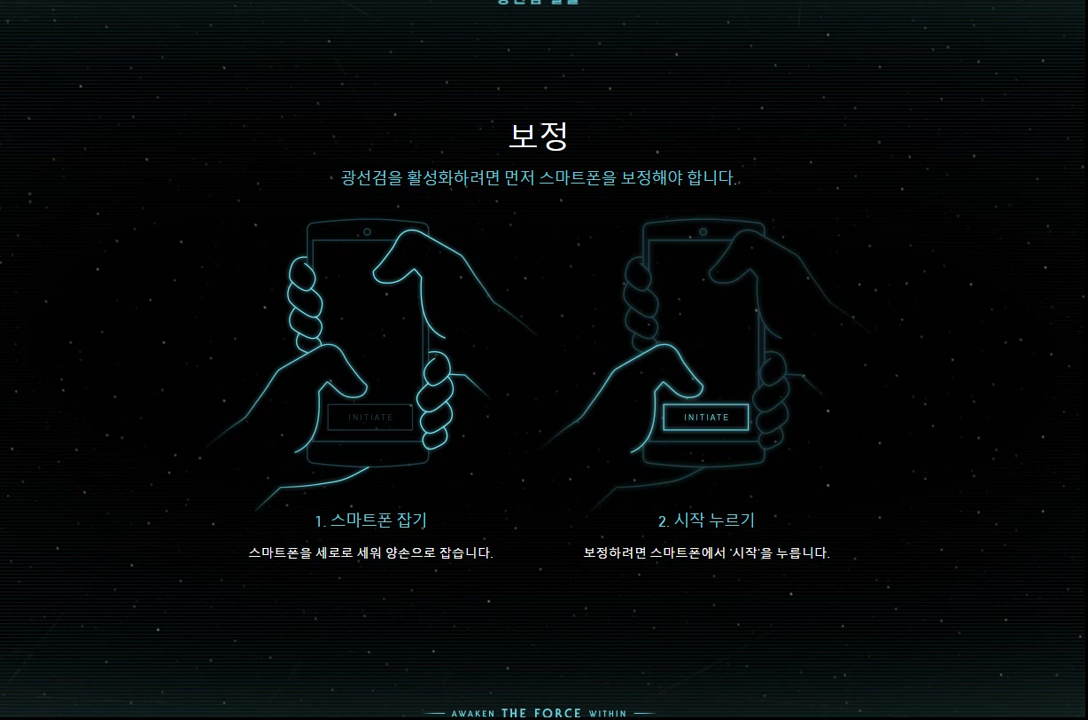 보정
광선검을 활성화하려면 먼저 스마트폰을 보정해야 합니다.
INITIATE
INITIATE
1. 스마트폰 잡기
2. 시작 누르기
스마트폰을 세로로 세워 양손으로 잡습니다.
보정하려면 스마트폰에서 '시작'을 누릅니다.
AWAKEN THE FORCE WITHIN